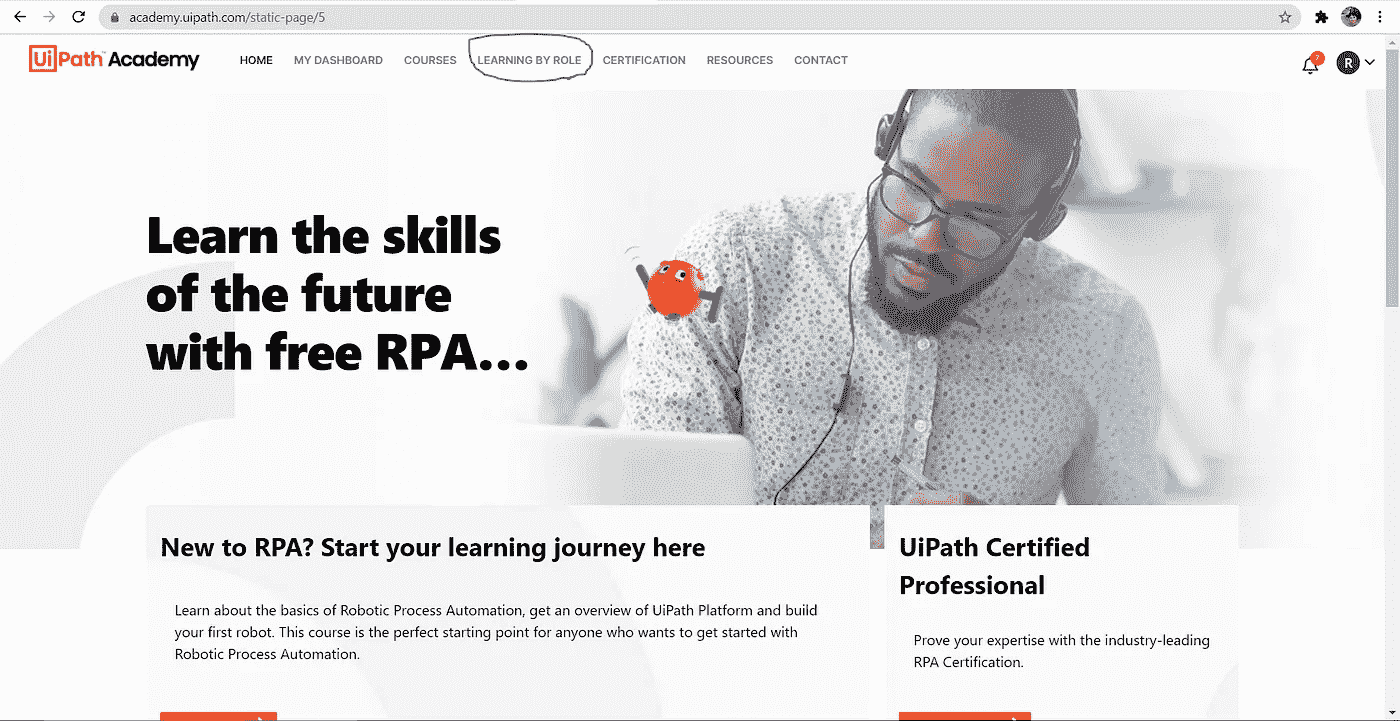 academy.uipath.com/static-page/5
UiPath Academy
HOME MY DASHBOARD COURSES LEARNING BY ROLE CERTIFICATION RESOURCES CONTACT
7
R
Learn the skills
of the future
with free RPA...
New to RPA? Start your learning journey here
Learn about the basics of Robotic Process Automation, get an overview of UiPath Platform and build
your first robot. This course is the perfect starting point for anyone who wants to get started with
Robotic Process Automation.
UiPath Certified
Professional
Prove your expertise with the industry-leading
RPA Certification.